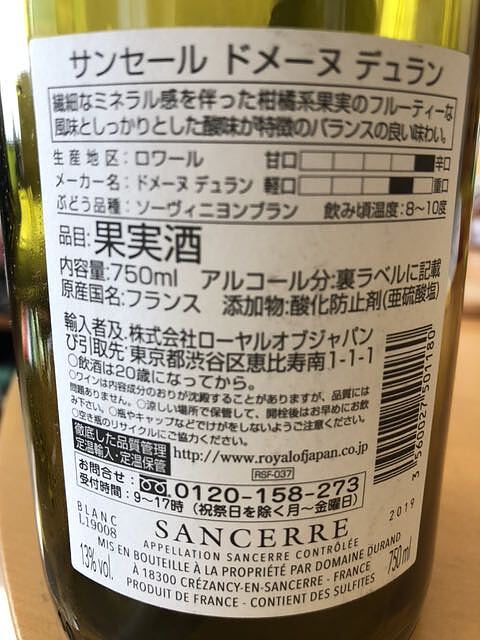 サンセール ドメーヌ デュラン
繊細なミネラル感を伴った柑橘系果実のフルーティーな
風味としっかりとした酸味が特徴のバランスの良い味わい。
生産地区:ロワール 甘口 辛口
メーカー名:ドメーヌ デュラン 軽口 重口
ぶどう品種:ソーヴィニヨンブラン 飲み頃温度:8~10度
品目:果実酒
内容量:750ml アルコール分:裏ラベルに記載
原産国名:フランス 添加物:酸化防止剤(亜硫酸塩)
輸入者及び引取先:株式会社ローヤルオブジャパン
東京都渋谷区恵比寿南1-1-1
○飲酒は20歳になってから。
○ワインは内容成分のおりが沈殿することがありますが、品質には
問題ありません。○涼しい場所で保管して、開栓後はお早めにお飲
み下さい。○瓶やキャップなどでけがをしないようご注意ください。
○空き瓶のリサイクルにご協力ください。
徹底した品質管理
定温輸入・定温保管
http://www.royalofjapan.co.jp
RSF-037
お問合せ: 0120-158-273
受付時間:9~17時(祝祭日を除く月~金曜日)
3 560027 501180
BLANC
L19008
2019
SANCERRE
APPELLATION SANCERRE CONTRÔLÉE
MIS EN BOUTEILLE À LA PROPRIÉTÉ PAR DOMAINE DURAND
13% vol.
750 ml
À 18300 CRÉZANCY-EN-SANCERRE - FRANCE
PRODUIT DE FRANCE - CONTIENT DES SULFITES